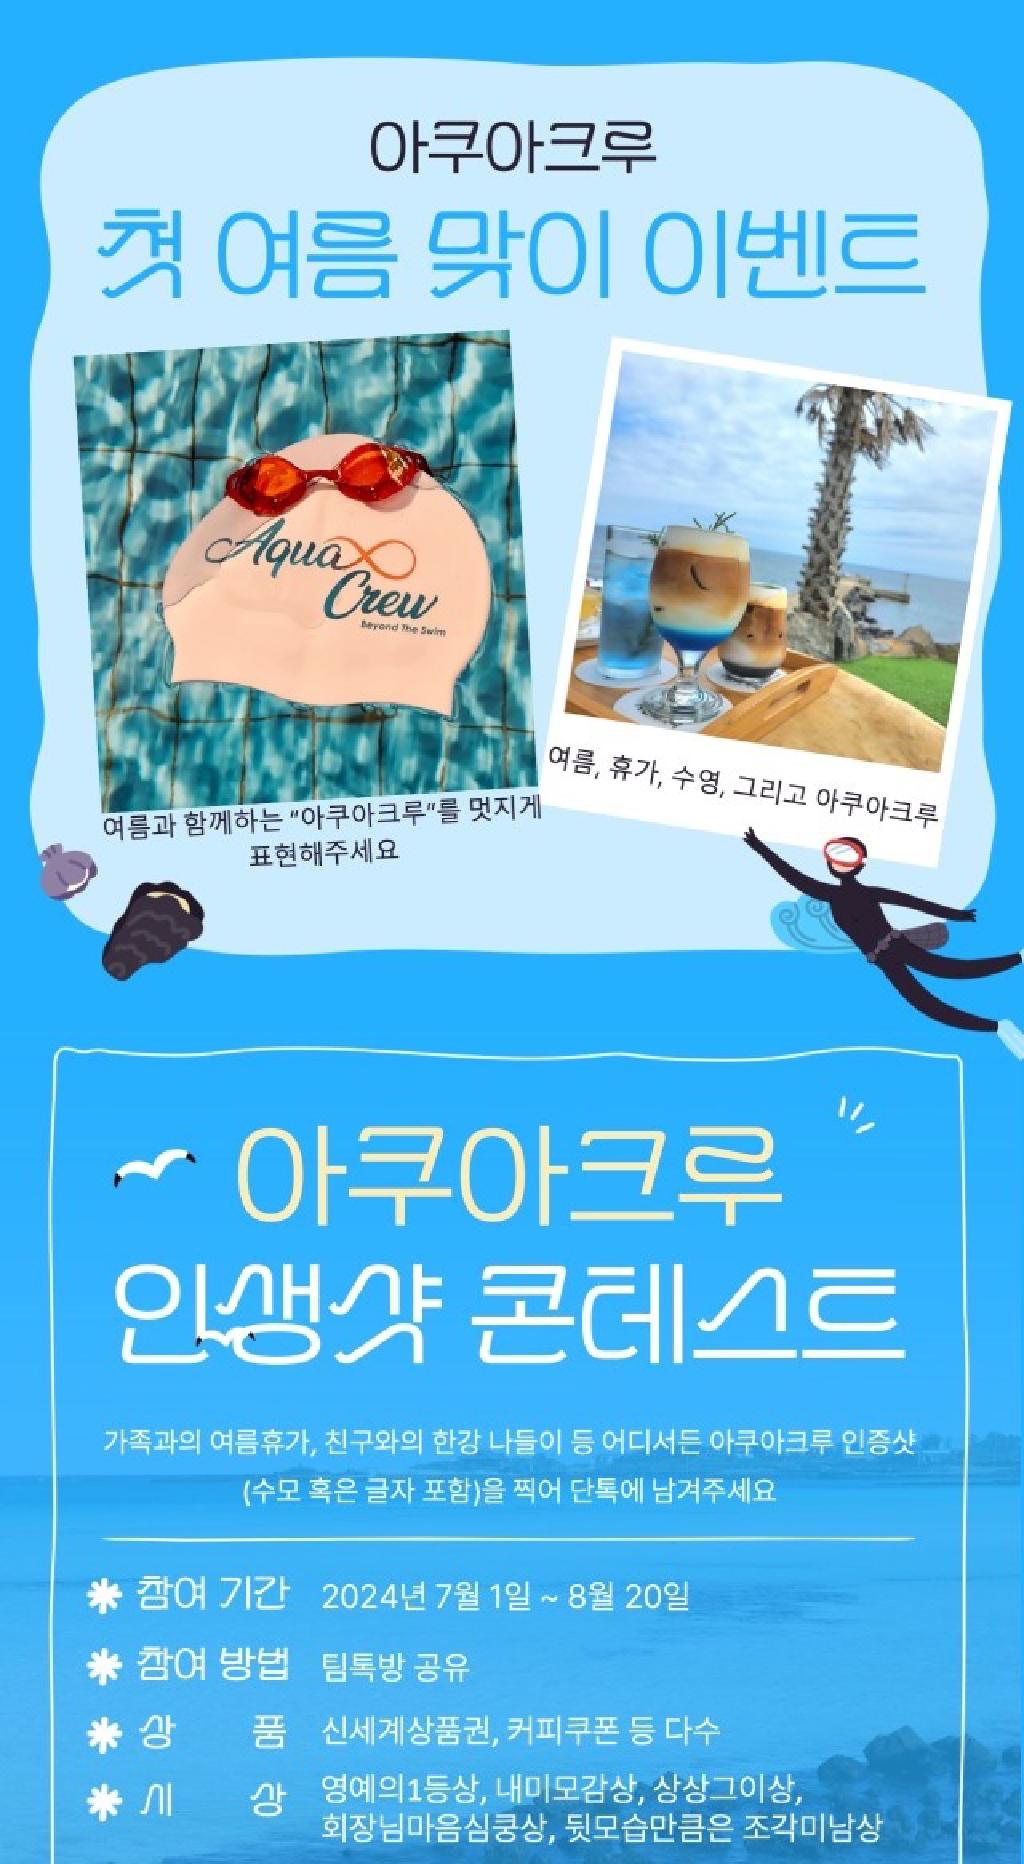 아쿠아크루
첫 여름 맞이 이벤트
Aqua
Crew
Beyond The Swim
여름과 함께하는 “아쿠아크루”를 멋지게
표현해주세요
여름, 휴가, 수영, 그리고 아쿠아크루
아쿠아크루
인생샷 콘테스트
가족과의 여름휴가, 친구와의 한강 나들이 등 어디서든 아쿠아크루 인증샷
(수모 혹은 글자 포함)을 찍어 단톡에 남겨주세요
참여 기간 2024년 7월 1일 ~ 8월 20일
참여 방법 팀톡방 공유
상 품 신세계상품권, 커피쿠폰 등 다수
시 상 영예의1등상, 내미모감상, 상상그이상,
회장님마음심쿵상, 뒷모습만큼은 조각미남상